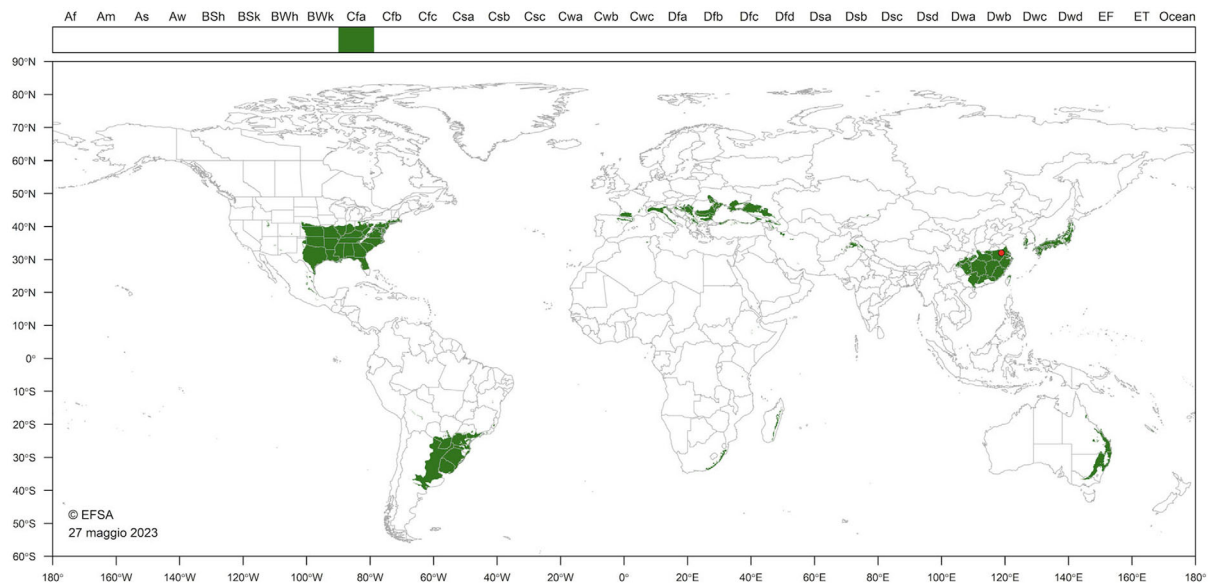 Af Am As Aw BSh BSk BWh BWk Cfa Cfb Cfc Csa Csb Csc Cwa Cwb Cwc Dfa Dfb Dfc Dfd Dsa Dsb Dsc Dsd Dwa Dwb Dwc Dwd EF ET Ocean
90°N
80°N
70°N
60°N
50°N
40°N
30°N
20°N
10°N
0°
10°S
20°S
30°S
40°S
50°S
60°S
© EFSA
27 maggio 2023
180° 160°W 140°W 120°W 100°W 80°W 60°W 40°W 20°W 0° 20°E 40°E 60°E 80°E 100°E 120°E 140°E 160°E 180°